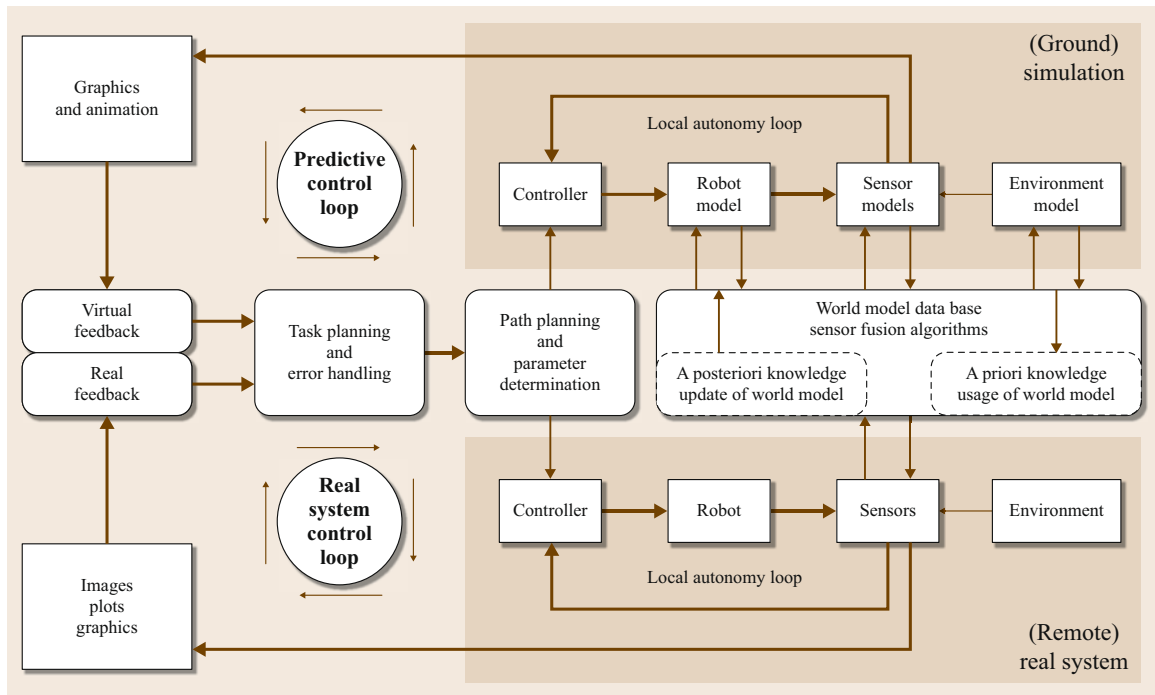 (Ground)
simulation
Graphics
and animation
Local autonomy loop
Predictive
control
loop
Controller
Robot
model
Sensor
models
Environment
model
Virtual
feedback
Real
feedback
Task planning
and
error handling
Path planning
and
parameter
determination
World model data base
sensor fusion algorithms
A posteriori knowledge
update of world model
A priori knowledge
usage of world model
Real
system
control
loop
Controller
Robot
Sensors
Environment
Local autonomy loop
Images
plots
graphics
(Remote)
real system